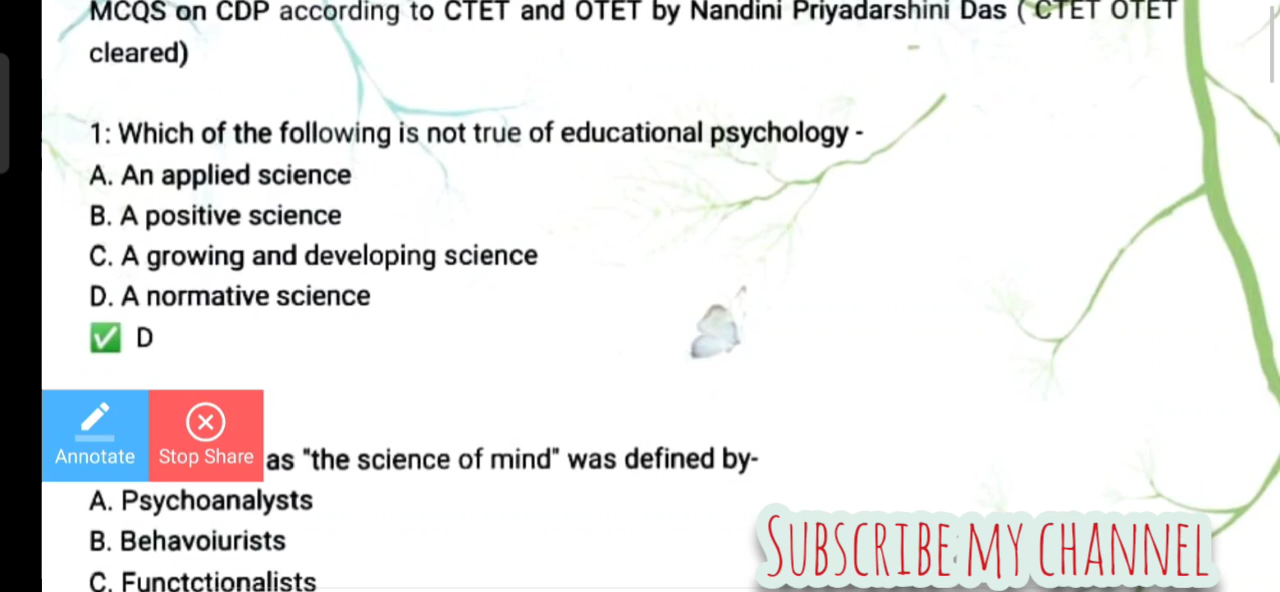 MCQS on CDP according to CTET and OTET by Nandini Priyadarshini Das ( CTET OTET
cleared)
1: Which of the following is not true of educational psychology -
A. An applied science
B. A positive science
C. A growing and developing science
D. A normative science
✅ D
Annotate
Stop Share
as "the science of mind" was defined by-
A. Psychoanalysts
B. Behavoiurists
C. Functctionalists
SUBSCRIBE MY CHANNEL